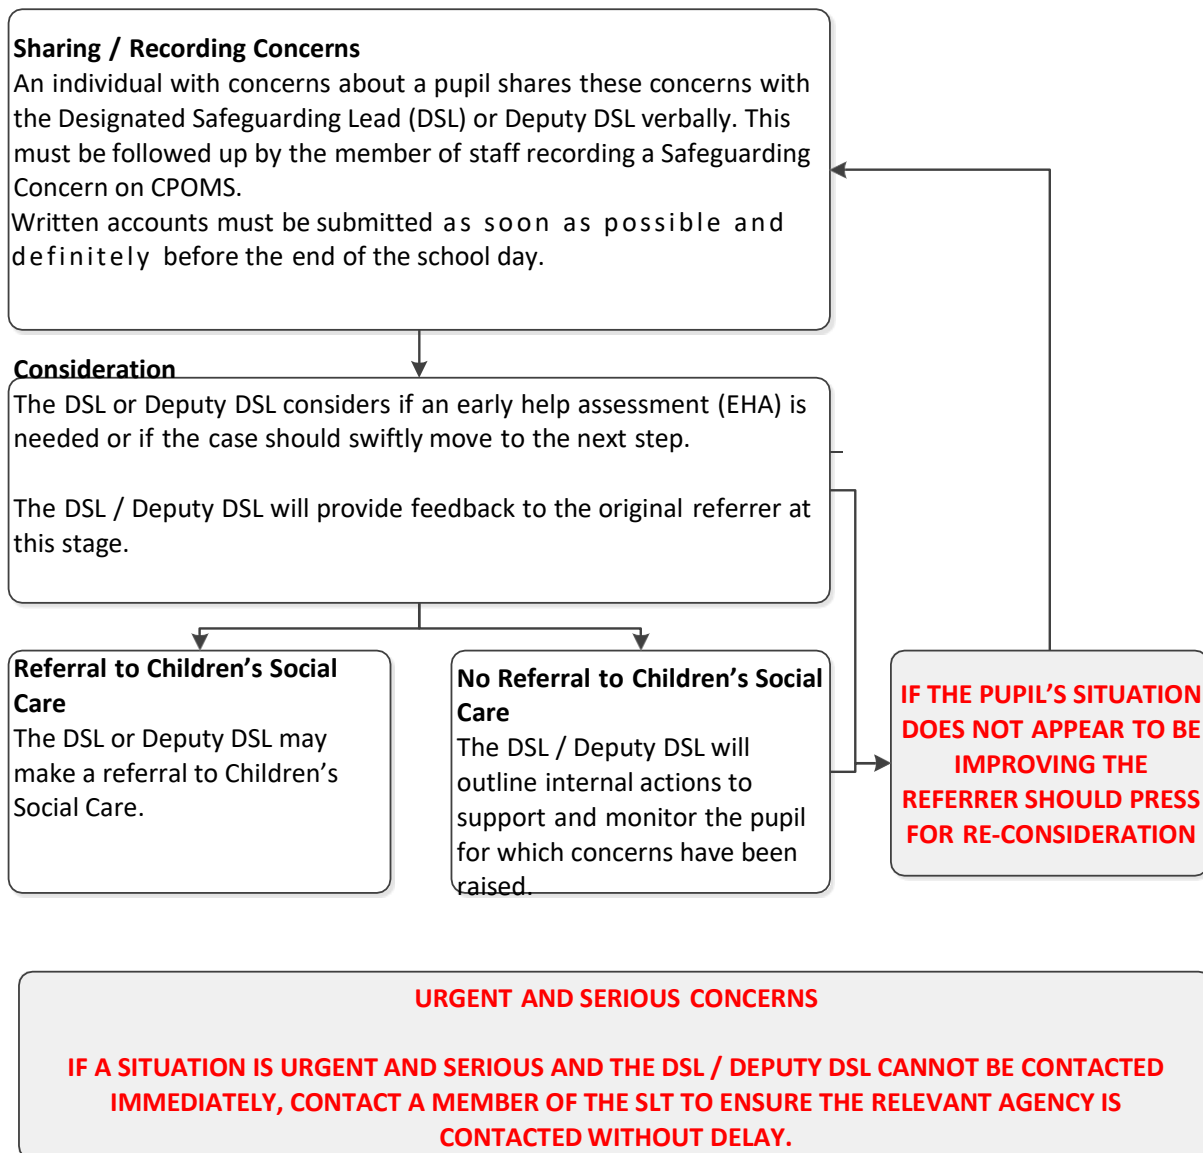 Sharing / Recording Concerns
An individual with concerns about a pupil shares these concerns with
the Designated Safeguarding Lead (DSL) or Deputy DSL verbally. This
must be followed up by the member of staff recording a Safeguarding
Concern on CPOMS.
Written accounts must be submitted as soon as possible and
definitely before the end of the school day.
Consideration
The DSL or Deputy DSL considers if an early help assessment (EHA) is
needed or if the case should swiftly move to the next step.
The DSL / Deputy DSL will provide feedback to the original referrer at
this stage.
Referral to Children’s Social
Care
The DSL or Deputy DSL may
make a referral to Children’s
Social Care.
No Referral to Children’s Social
Care
The DSL / Deputy DSL will
outline internal actions to
support and monitor the pupil
for which concerns have been
raised.
IF THE PUPIL’S SITUATION
DOES NOT APPEAR TO BE
IMPROVING THE
REFERRER SHOULD PRESS
FOR RE-CONSIDERATION
URGENT AND SERIOUS CONCERNS
IF A SITUATION IS URGENT AND SERIOUS AND THE DSL / DEPUTY DSL CANNOT BE CONTACTED
IMMEDIATELY, CONTACT A MEMBER OF THE SLT TO ENSURE THE RELEVANT AGENCY IS
CONTACTED WITHOUT DELAY.